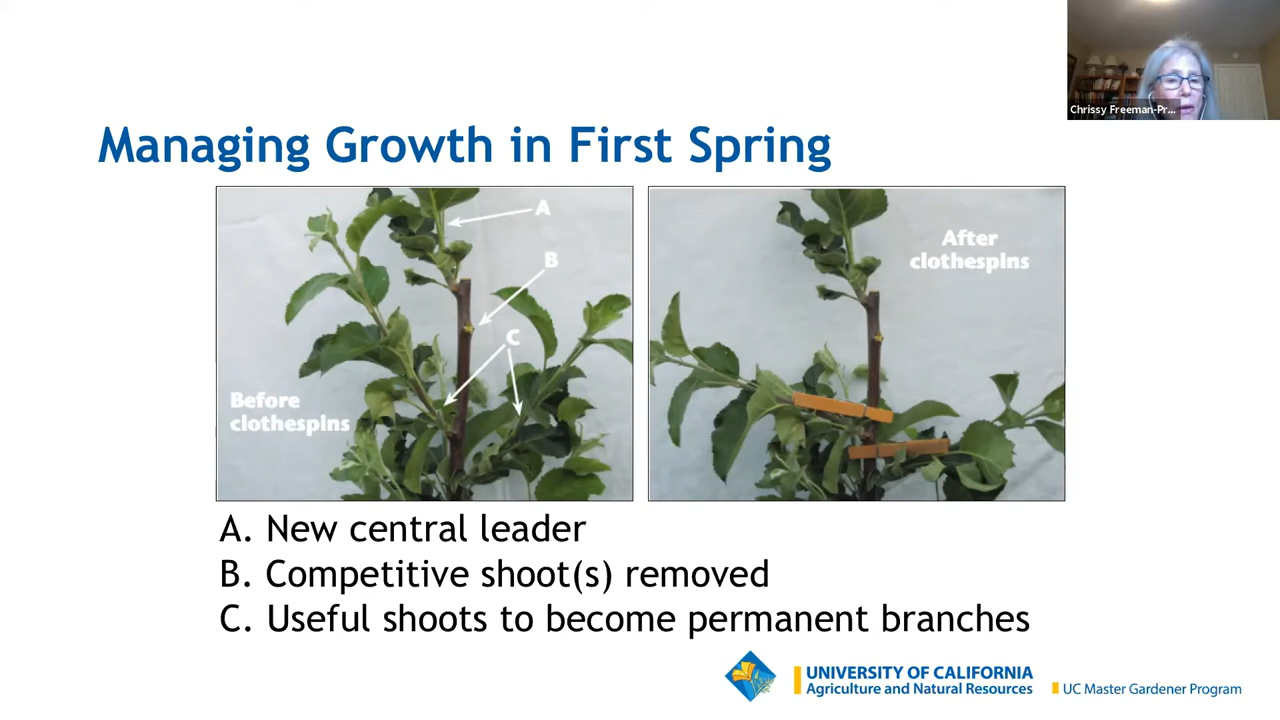 Chrissy Freeman-Pr...
Managing Growth in First Spring
A
B
C
Before
clothespins
After
clothespins
A. New central leader
B. Competitive shoot(s) removed
C. Useful shoots to become permanent branches
UNIVERSITY OF CALIFORNIA
Agriculture and Natural Resources
UC Master Gardener Program